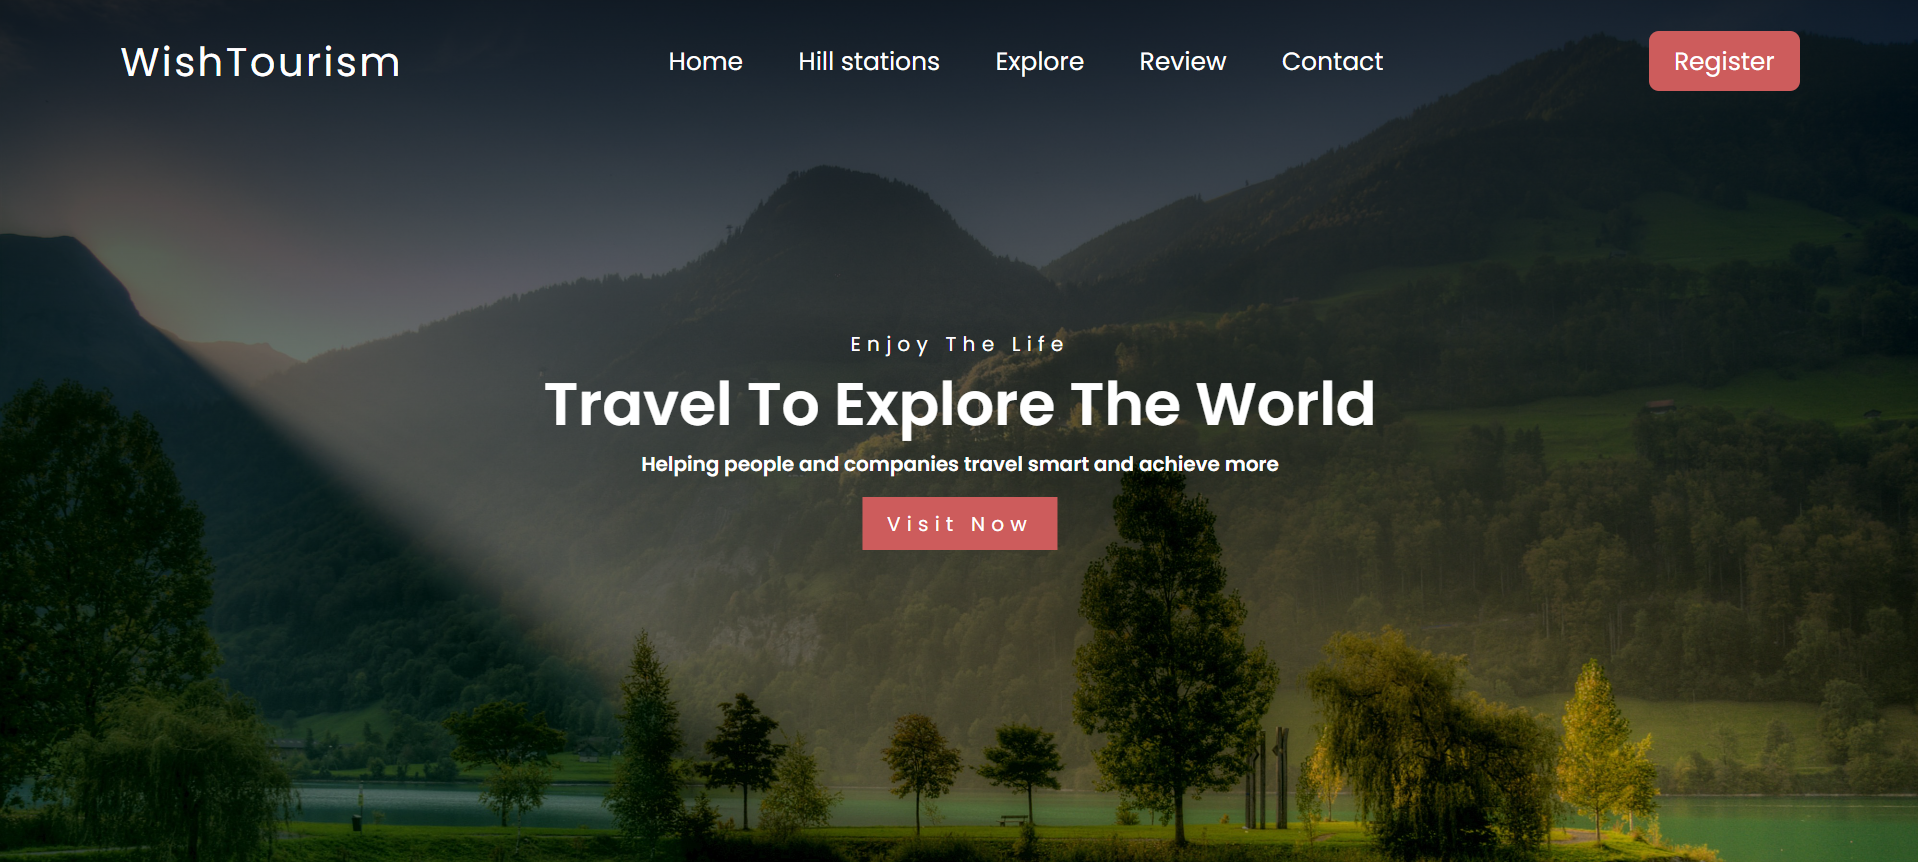 WishTourism Home Hill stations Explore Review Contact Register
Enjoy The Life
Travel To Explore The World
Helping people and companies travel smart and achieve more
Visit Now